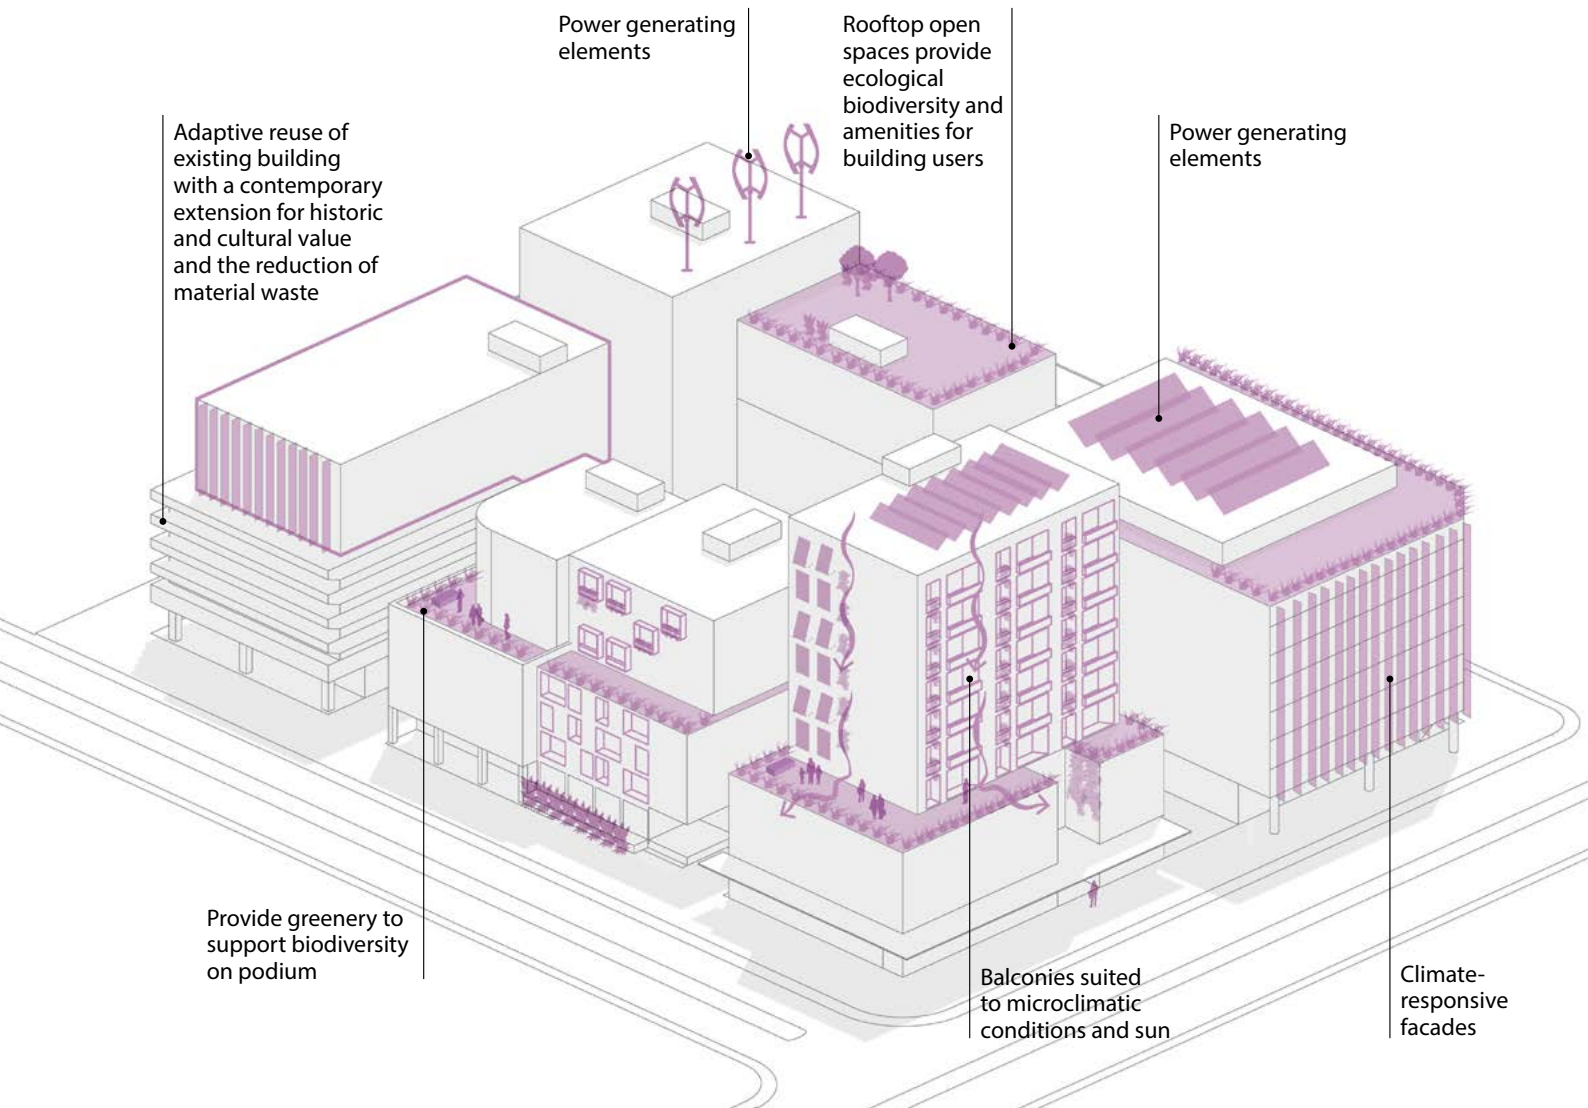 Power generating
elements
Rooftop open
spaces provide
ecological
biodiversity and
amenities for
building users
Adaptive reuse of
existing building
with a contemporary
extension for historic
and cultural value
and the reduction of
material waste
Power generating
elements
Provide greenery to
support biodiversity
on podium
Balconies suited
to microclimatic
conditions and sun
Climate-
responsive
facades